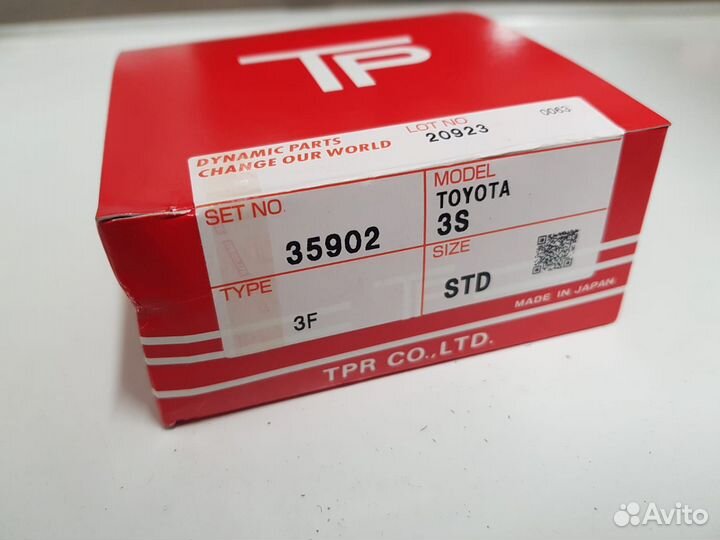 TP
DYNAMIC PARTS
CHANGE OUR WORLD
LOT NO
20923
0063
SET NO
35902
MODEL
TOYOTA
3S
TYPE
3F
SIZE
STD
TP
MADE IN JAPAN
TPR CO.,LTD.
Avito